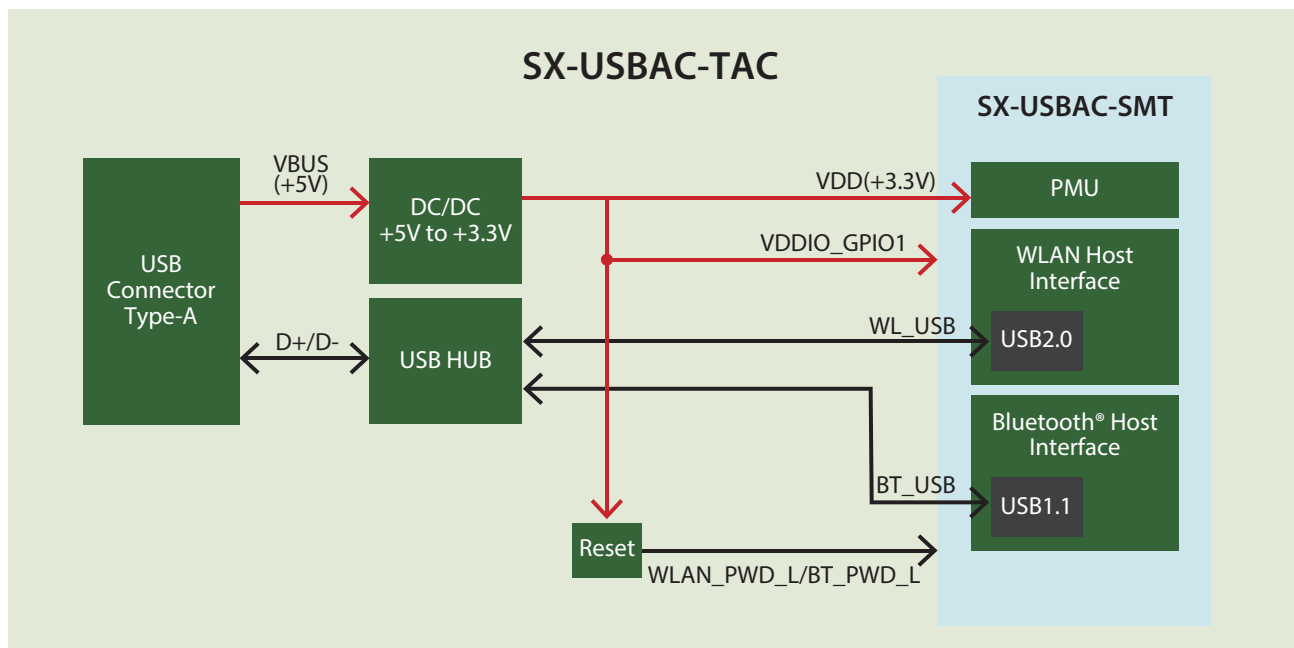 SX-USBAC-TAC
SX-USBAC-SMT
VBUS
(+5V)
DC/DC
+5V to +3.3V
VDD(+3.3V)
PMU
VDDIO_GPIO1
WLAN Host
Interface
USB
Connector
Type-A
D+/D-
USB HUB
WL_USB
USB2.0
Bluetooth® Host
Interface
BT_USB
USB1.1
Reset
WLAN_PWD_L/BT_PWD_L